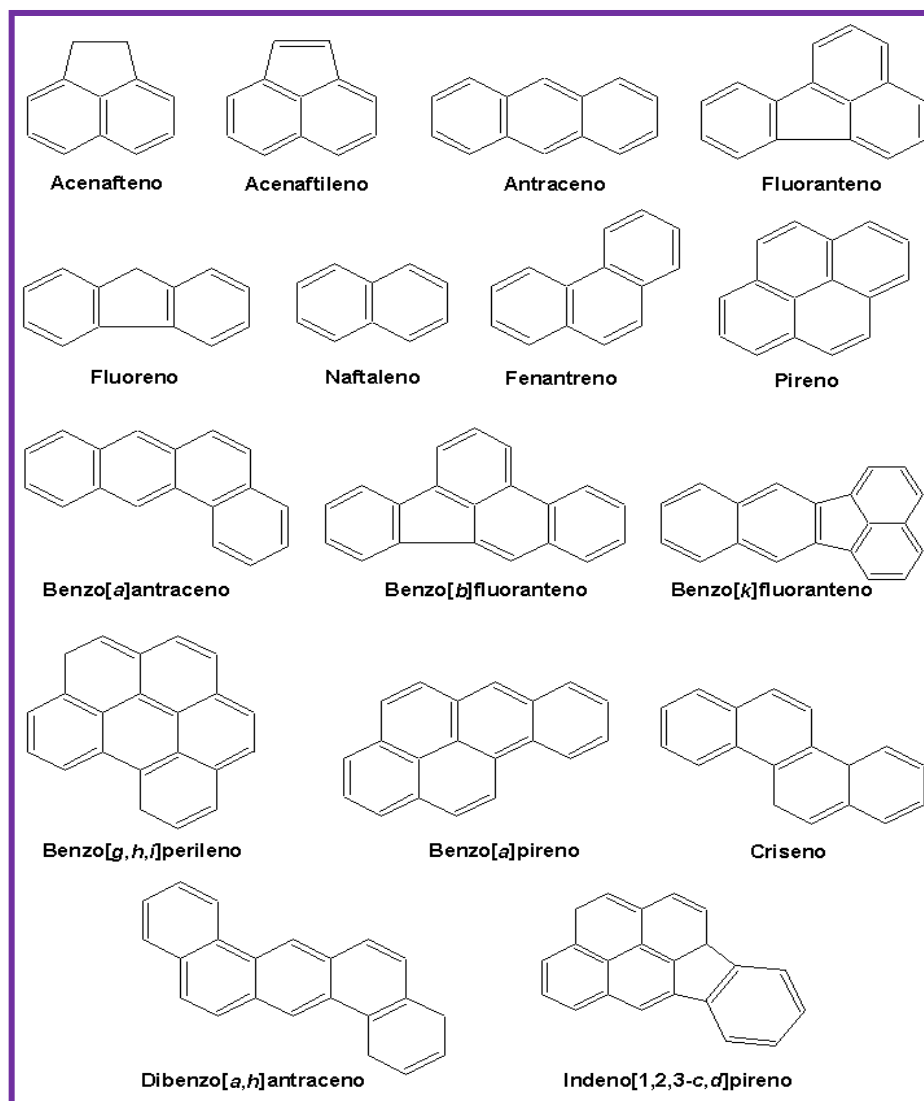 Acenafteno Acenaftileno Antraceno Fluoranteno
Fluoreno Naftaleno Fenantreno Pireno
Benzo[a]antraceno Benzo[b]fluoranteno Benzo[k]fluoranteno
Benzo[g,h,i]perileno Benzo[a]pireno Criseno
Dibenzo[a,h]antraceno Indeno[1,2,3-c,d]pireno